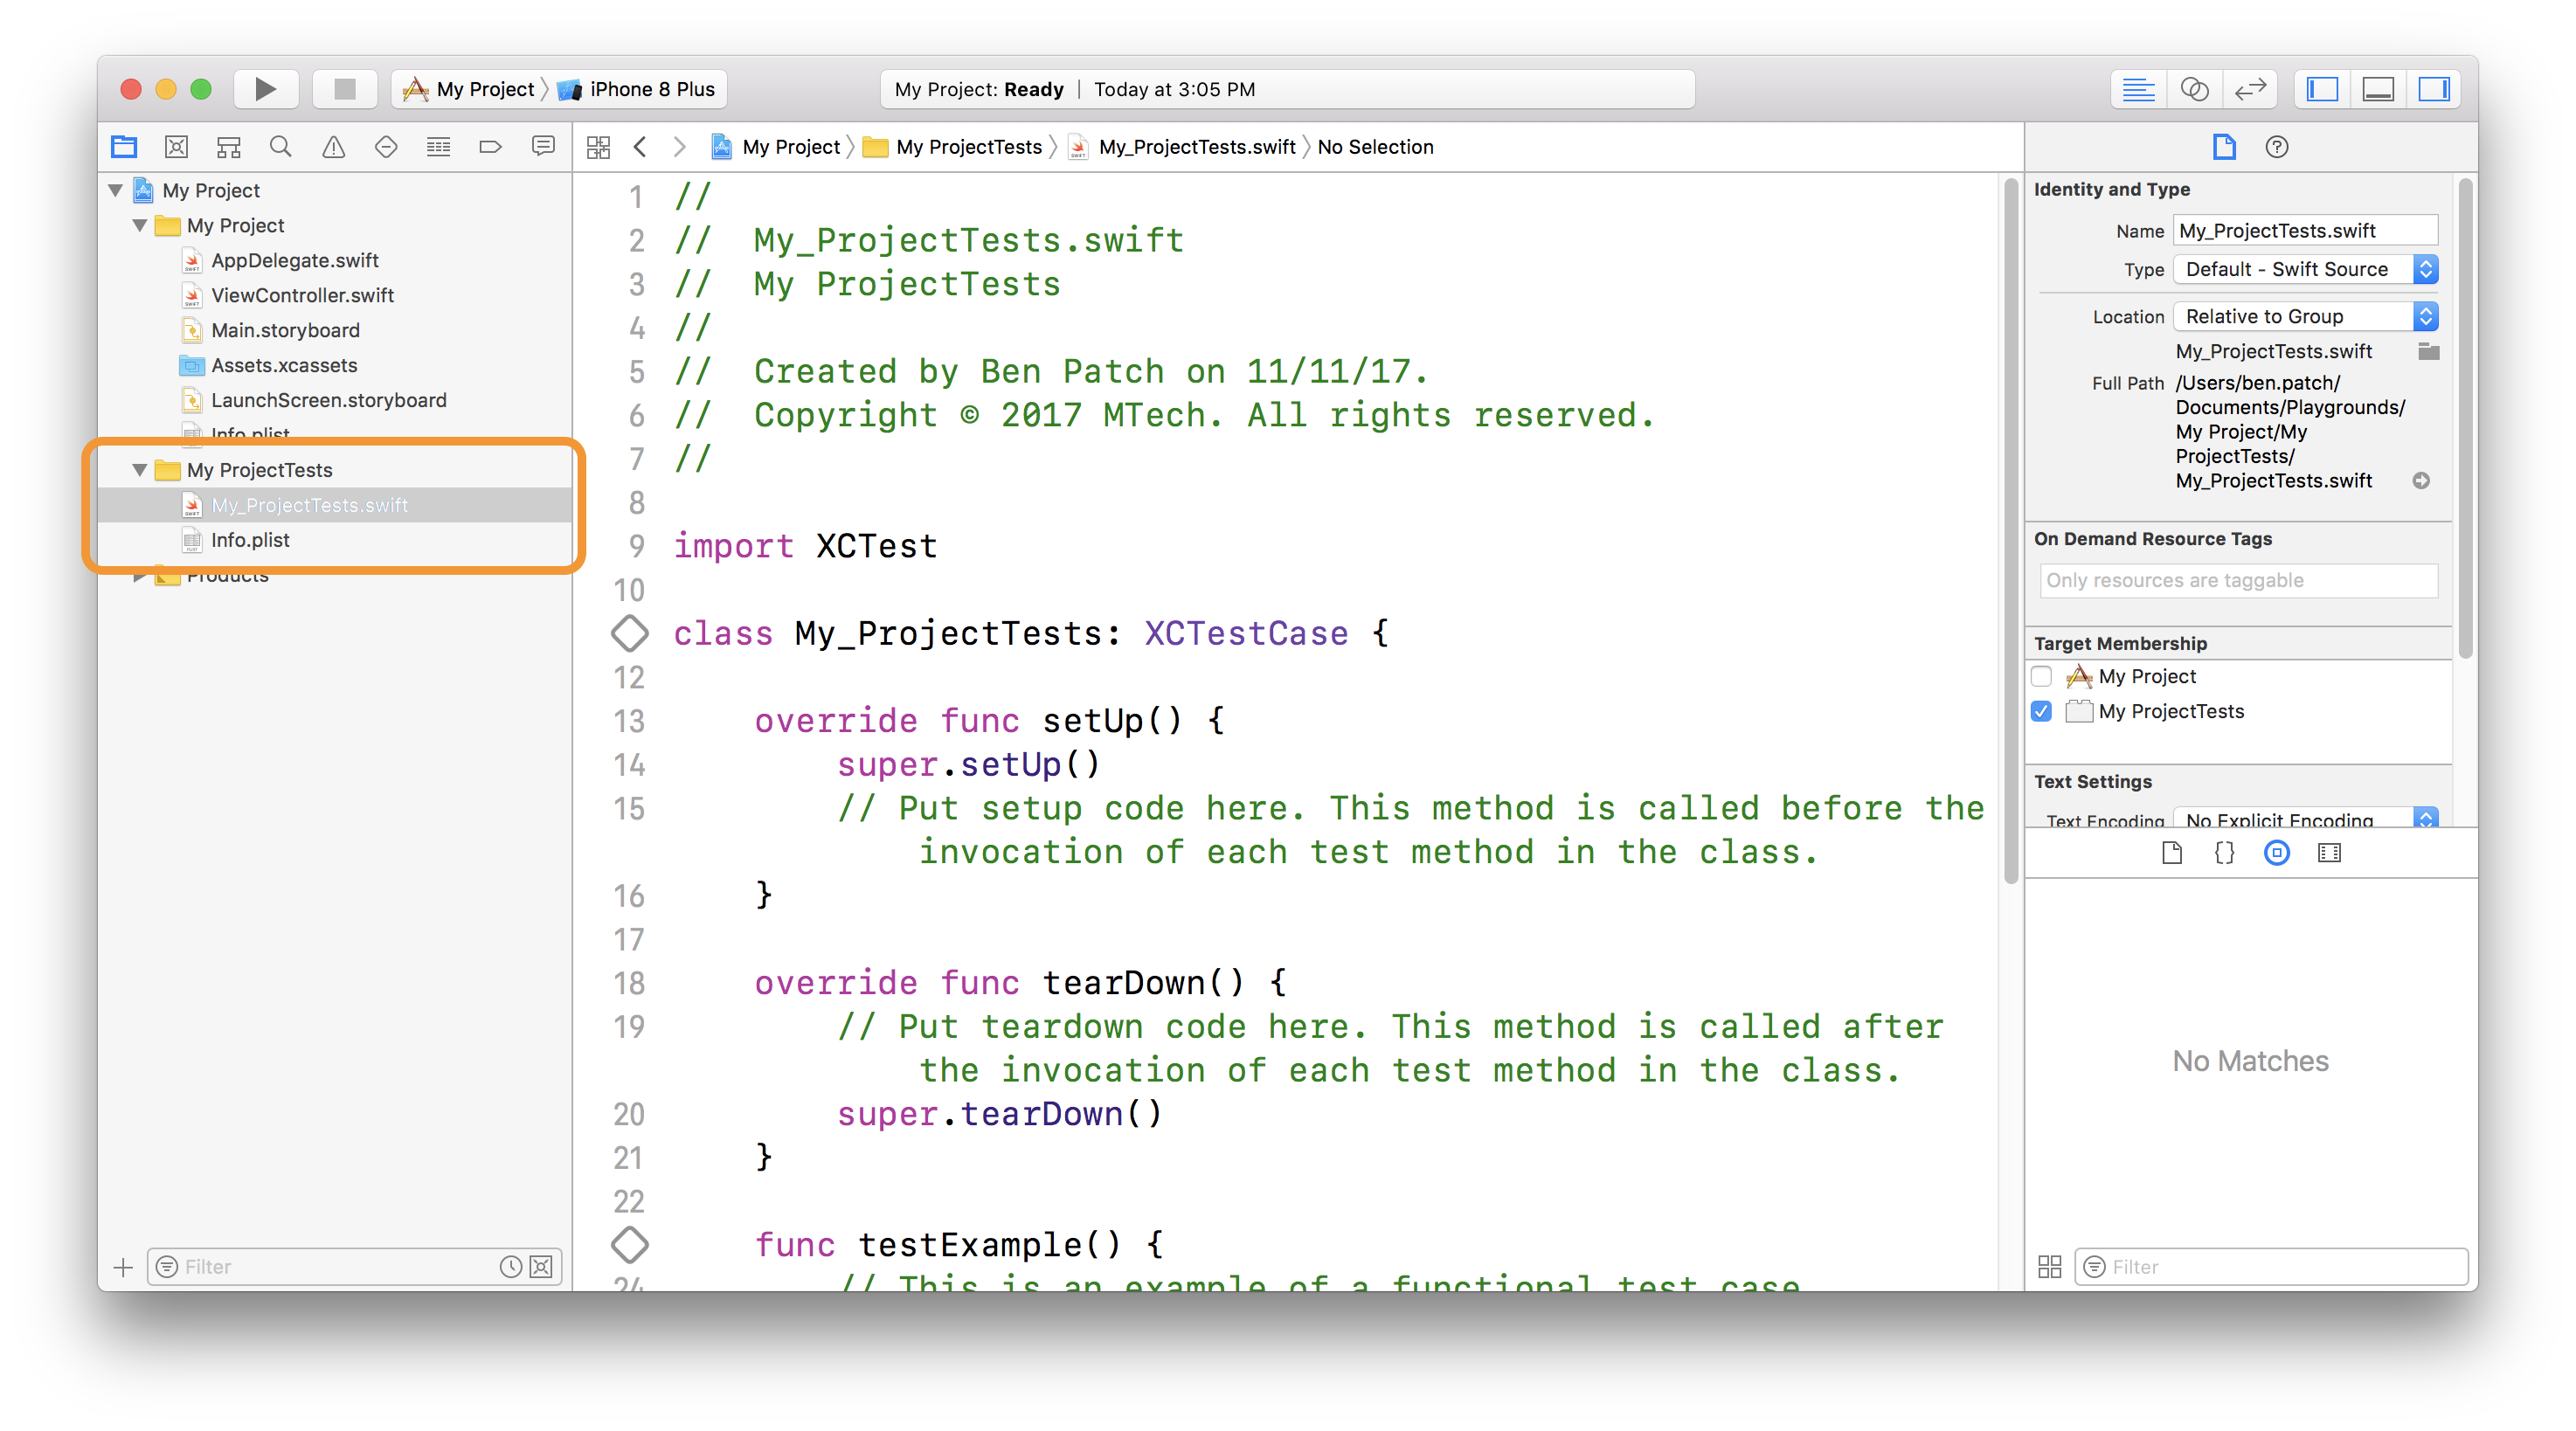 My Project
iPhone 8 Plus
My Project: Ready | Today at 3:05 PM
My Project
My ProjectTests
My_ProjectTests.swift
No Selection
My Project
My Project
AppDelegate.swift
ViewController.swift
Main.storyboard
Assets.xcassets
LaunchScreen.storyboard
Info.plist
My ProjectTests
My_ProjectTests.swift
Info.plist
Products
Filter
1 //
2 //  My_ProjectTests.swift
3 //  My ProjectTests
4 //
5 //  Created by Ben Patch on 11/11/17.
6 //  Copyright © 2017 MTech. All rights reserved.
7 //
8
9 import XCTest
10
class My_ProjectTests: XCTestCase {
12
13     override func setUp() {
14         super.setUp()
15         // Put setup code here. This method is called before the
invocation of each test method in the class.
16     }
17
18     override func tearDown() {
19         // Put teardown code here. This method is called after
the invocation of each test method in the class.
20         super.tearDown()
21     }
22
func testExample() {
24         // This is an example of a functional test case
Identity and Type
Name My_ProjectTests.swift
Type Default - Swift Source
Location Relative to Group
My_ProjectTests.swift
Full Path /Users/ben.patch/
Documents/Playgrounds/
My Project/My
ProjectTests/
My_ProjectTests.swift
On Demand Resource Tags
Only resources are taggable
Target Membership
My Project
My ProjectTests
Text Settings
Text Encoding No Explicit Encoding
No Matches
Filter